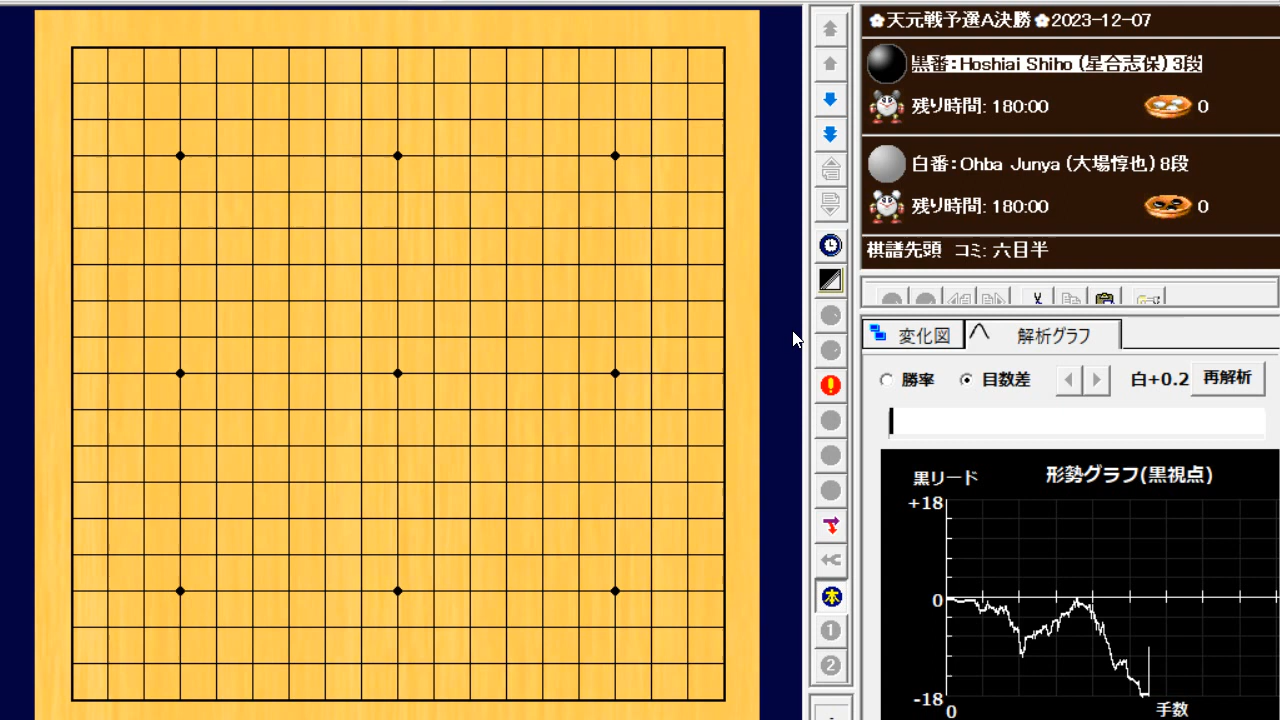 天元戦予選A決勝 2023-12-07
黒番:Hoshiai Shiho (星合志保) 3段
残り時間: 180:00 0
白番:Ohba Junya (大場惇也) 8段
残り時間: 180:00 0
棋譜先頭 コミ: 六目半
変化図 解析グラフ
勝率 目数差 白+0.2 再解析
黒リード 形勢グラフ(黒視点)
+18
0
-18
0 手数
本
1
2